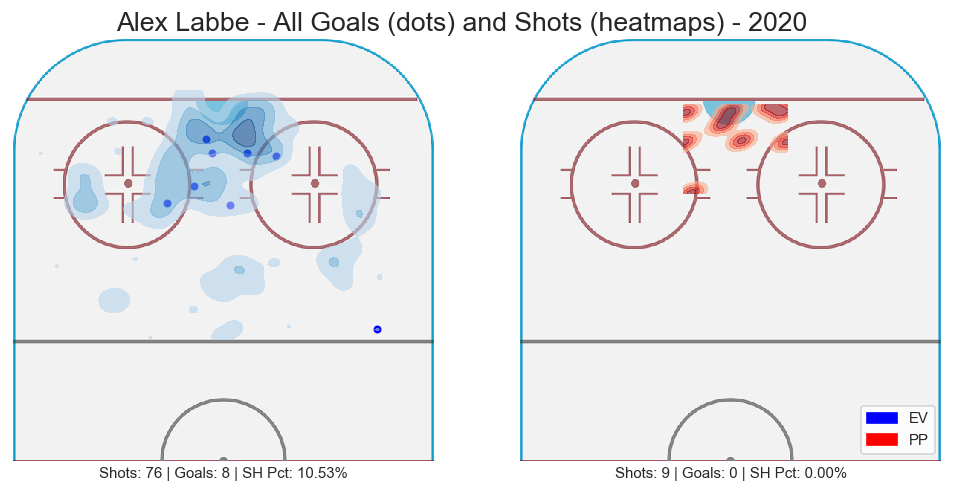 Alex Labbe - All Goals (dots) and Shots (heatmaps) - 2020
EV
PP
Shots: 76 | Goals: 8 | SH Pct: 10.53%
Shots: 9 | Goals: 0 | SH Pct: 0.00%